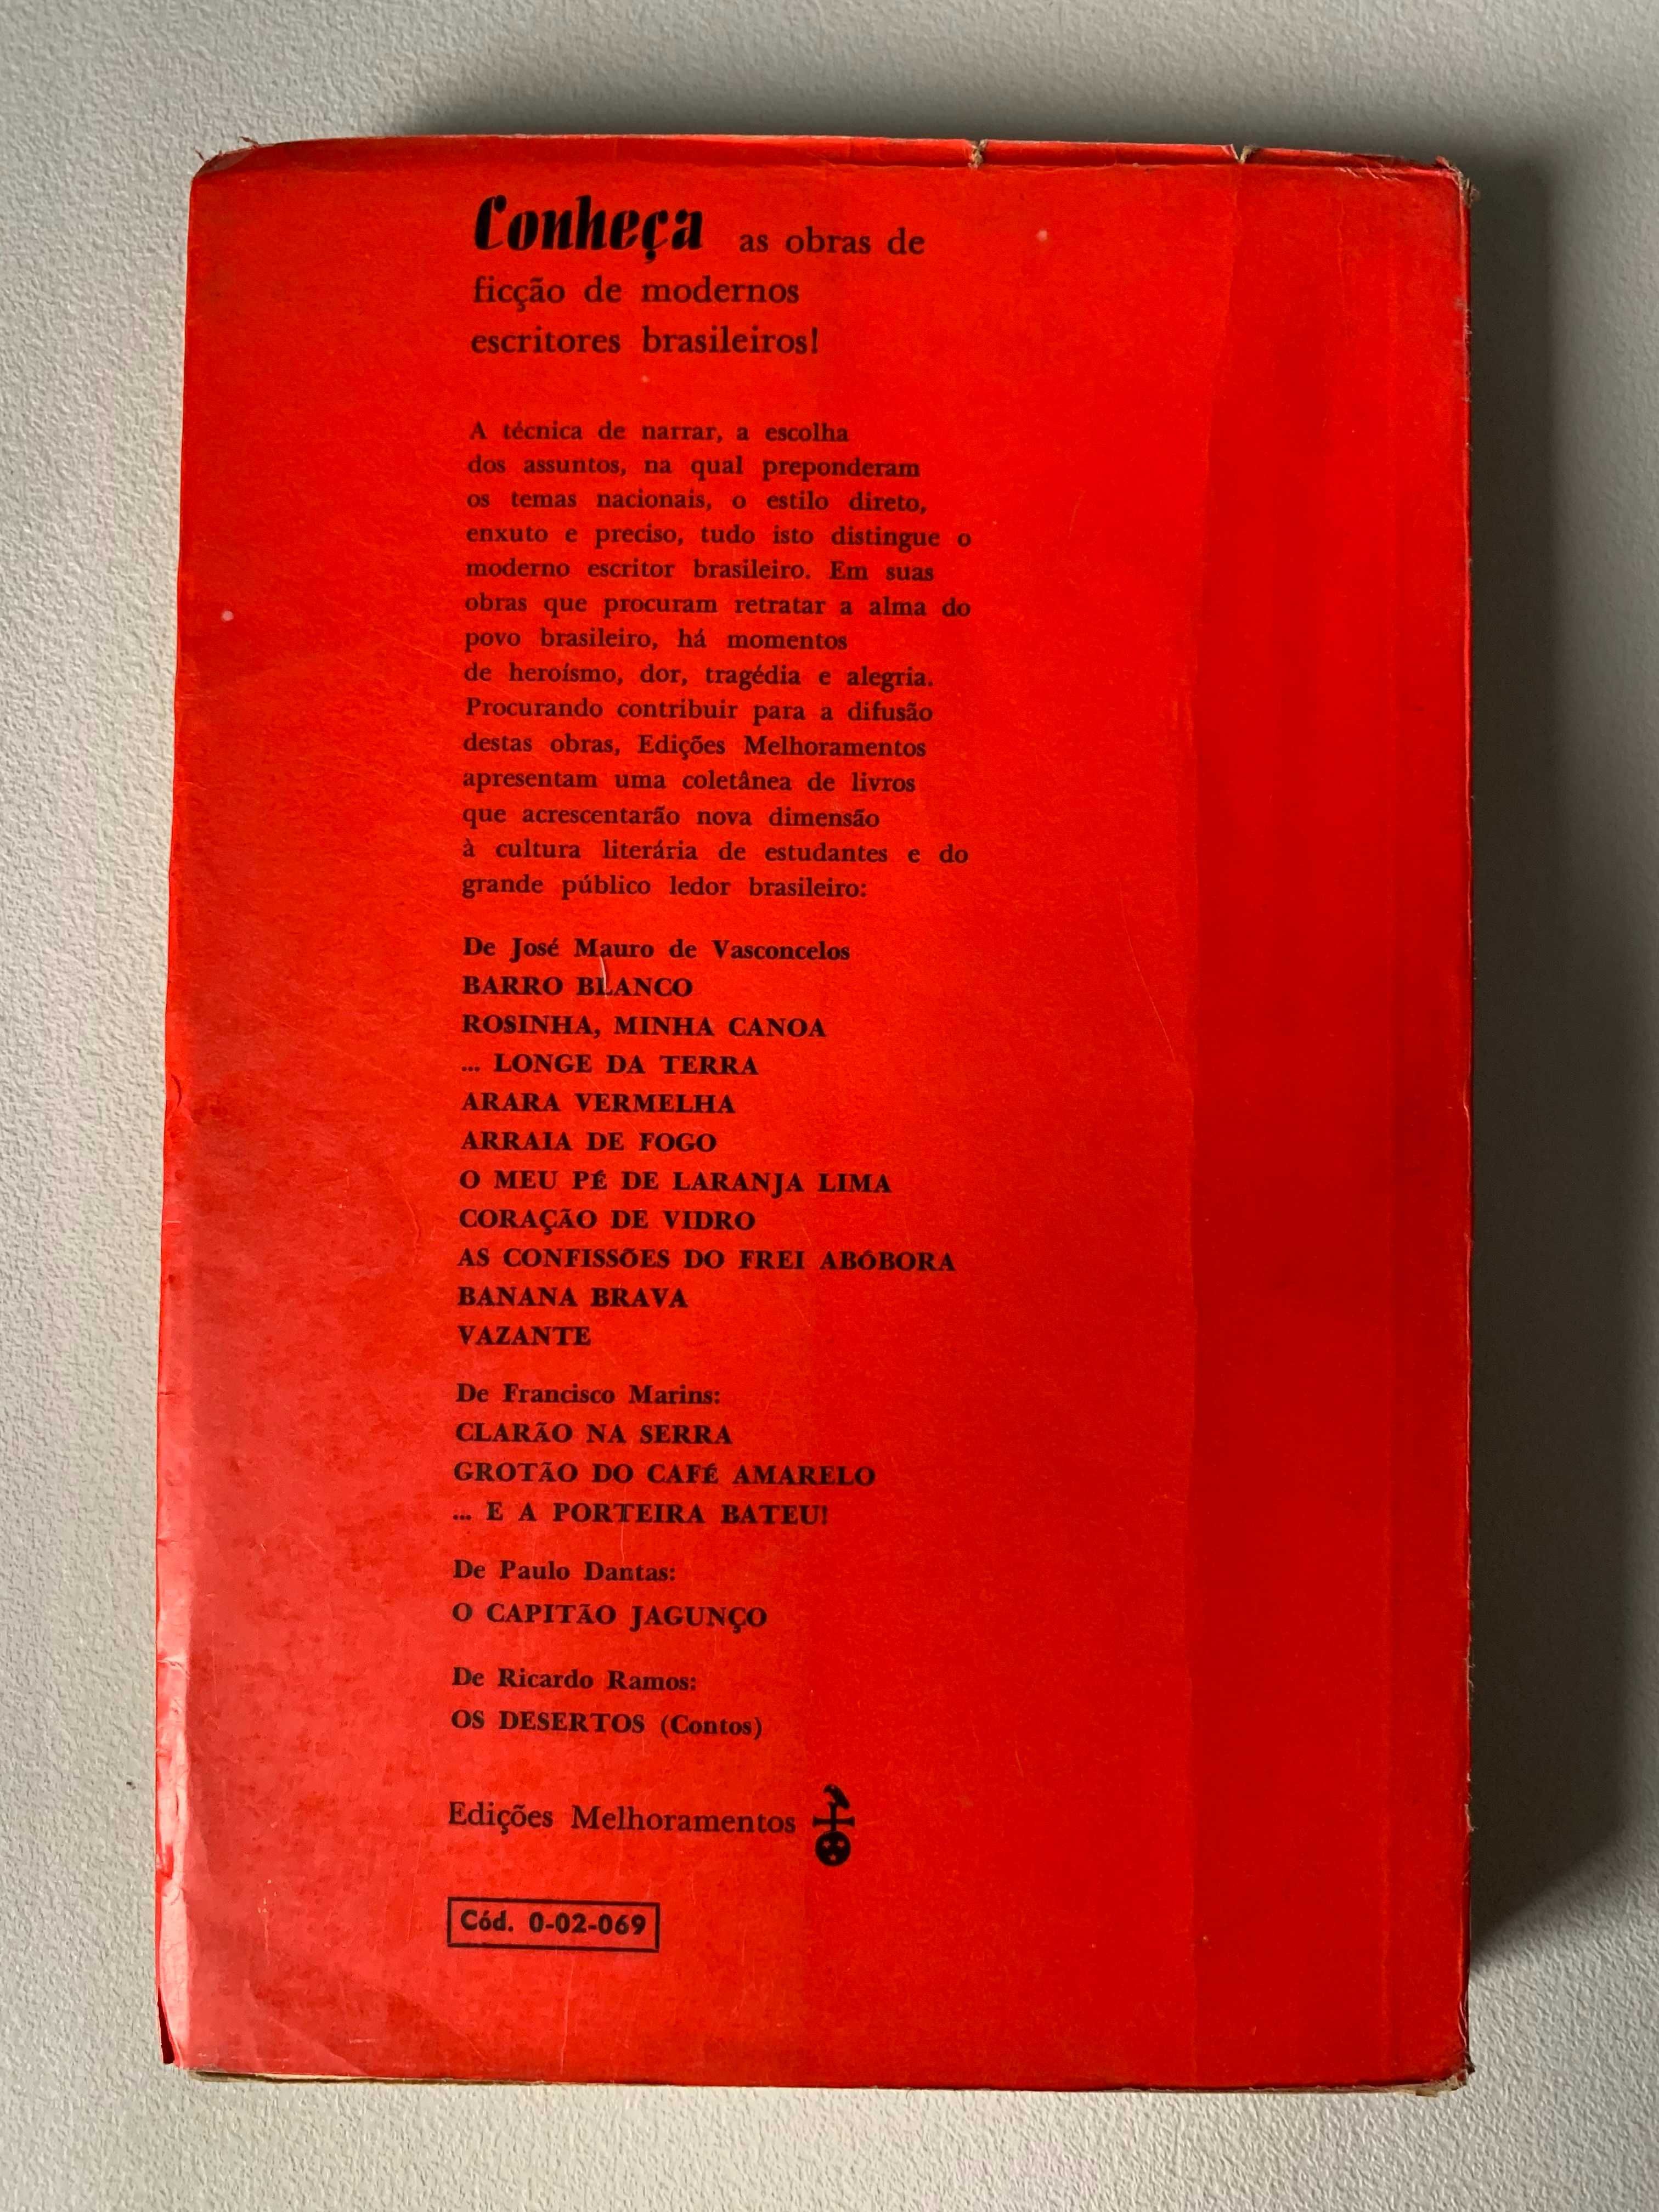 Conheça as obras de
ficção de modernos
escritores brasileiros!
A técnica de narrar, a escolha
dos assuntos, na qual preponderam
os temas nacionais, o estilo direto,
enxuto e preciso, tudo isto distingue o
moderno escritor brasileiro. Em suas
obras que procuram retratar a alma do
povo brasileiro, há momentos
de heroísmo, dor, tragédia e alegria.
Procurando contribuir para a difusão
destas obras, Edições Melhoramentos
apresentam uma coletânea de livros
que acrescentarão nova dimensão
à cultura literária de estudantes e do
grande público ledor brasileiro:
De José Mauro de Vasconcelos
BARRO BLANCO
ROSINHA, MINHA CANOA
... LONGE DA TERRA
ARARA VERMELHA
ARRAIA DE FOGO
O MEU PÉ DE LARANJA LIMA
CORAÇÃO DE VIDRO
AS CONFISSÕES DO FREI ABÓBORA
BANANA BRAVA
VAZANTE
De Francisco Marins:
CLARÃO NA SERRA
GROTÃO DO CAFÉ AMARELO
... E A PORTEIRA BATEU!
De Paulo Dantas:
O CAPITÃO JAGUNÇO
De Ricardo Ramos:
OS DESERTOS (Contos)
Edições Melhoramentos
Cód. 0-02-069